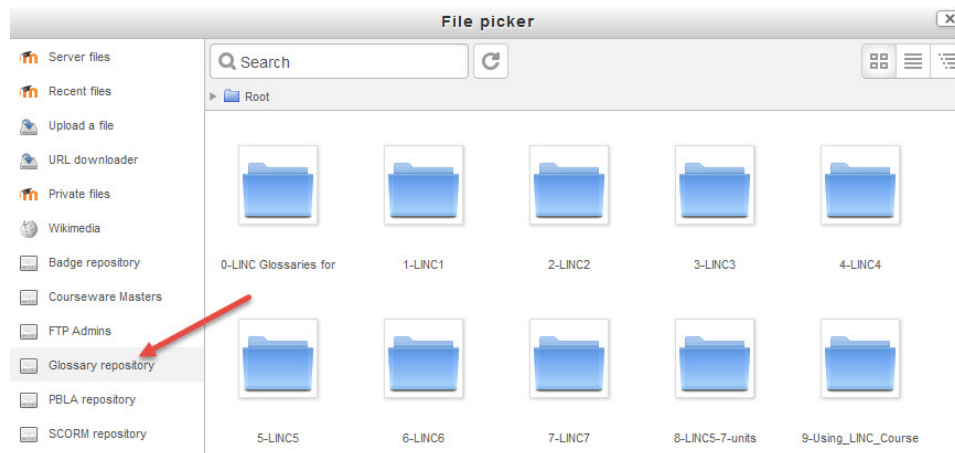 File picker
Server files
Recent files
Upload a file
URL downloader
Private files
Wikimedia
Badge repository
Courseware Masters
FTP Admins
Glossary repository
PBLA repository
SCORM repository
Search
Root
0-LINC Glossaries for
1-LINC1
2-LINC2
3-LINC3
4-LINC4
5-LINC5
6-LINC6
7-LINC7
8-LINC5-7-units
9-Using_LINC_Course